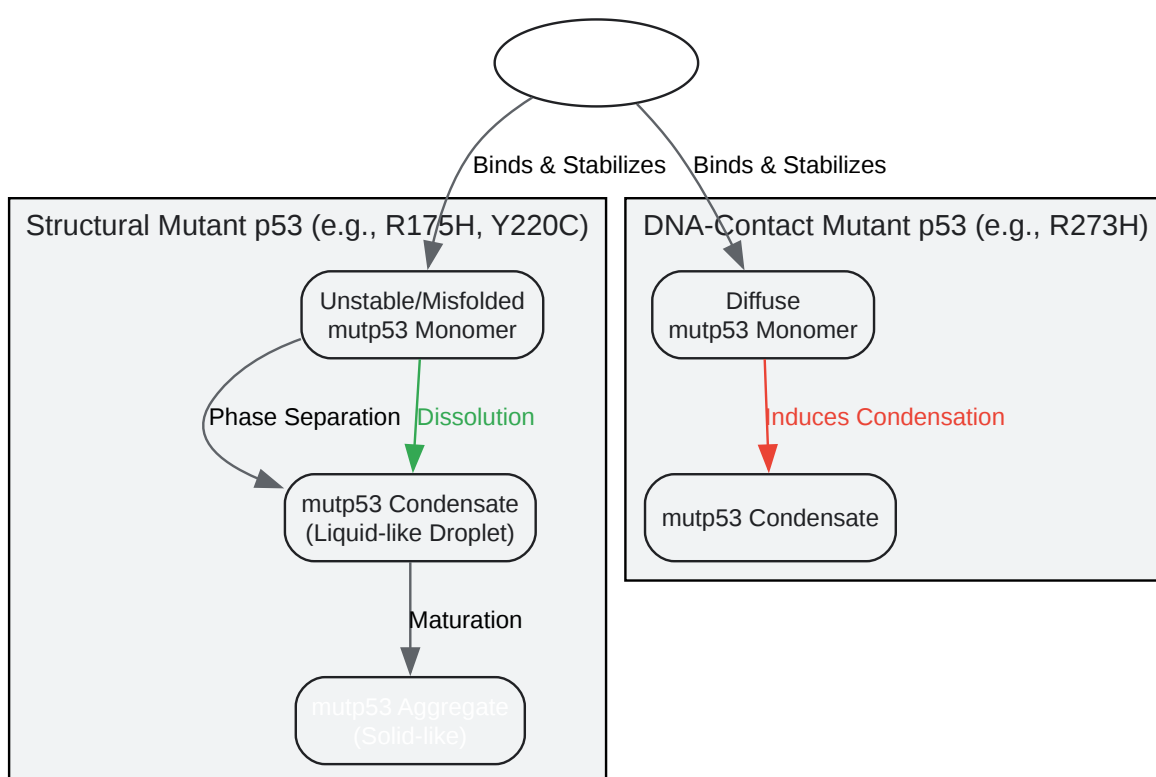 Binds & Stabilizes
Binds & Stabilizes
Structural Mutant p53 (e.g., R175H, Y220C)
DNA-Contact Mutant p53 (e.g., R273H)
Unstable/Misfolded
mutp53 Monomer
Diffuse
mutp53 Monomer
Phase Separation
Dissolution
Induces Condensation
mutp53 Condensate
(Liquid-like Droplet)
mutp53 Condensate
Maturation
mutp53 Aggregate
(Solid-like)